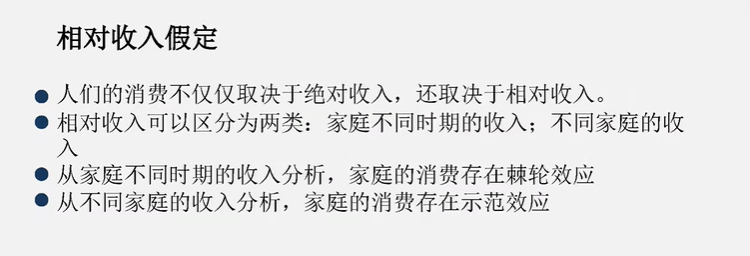 相对收入假定
人们的消费不仅仅取决于绝对收入，还取决于相对收入。
相对收入可以区分为两类：家庭不同时期的收入；不同家庭的收
入
从家庭不同时期的收入分析，家庭的消费存在棘轮效应
从不同家庭的收入分析，家庭的消费存在示范效应